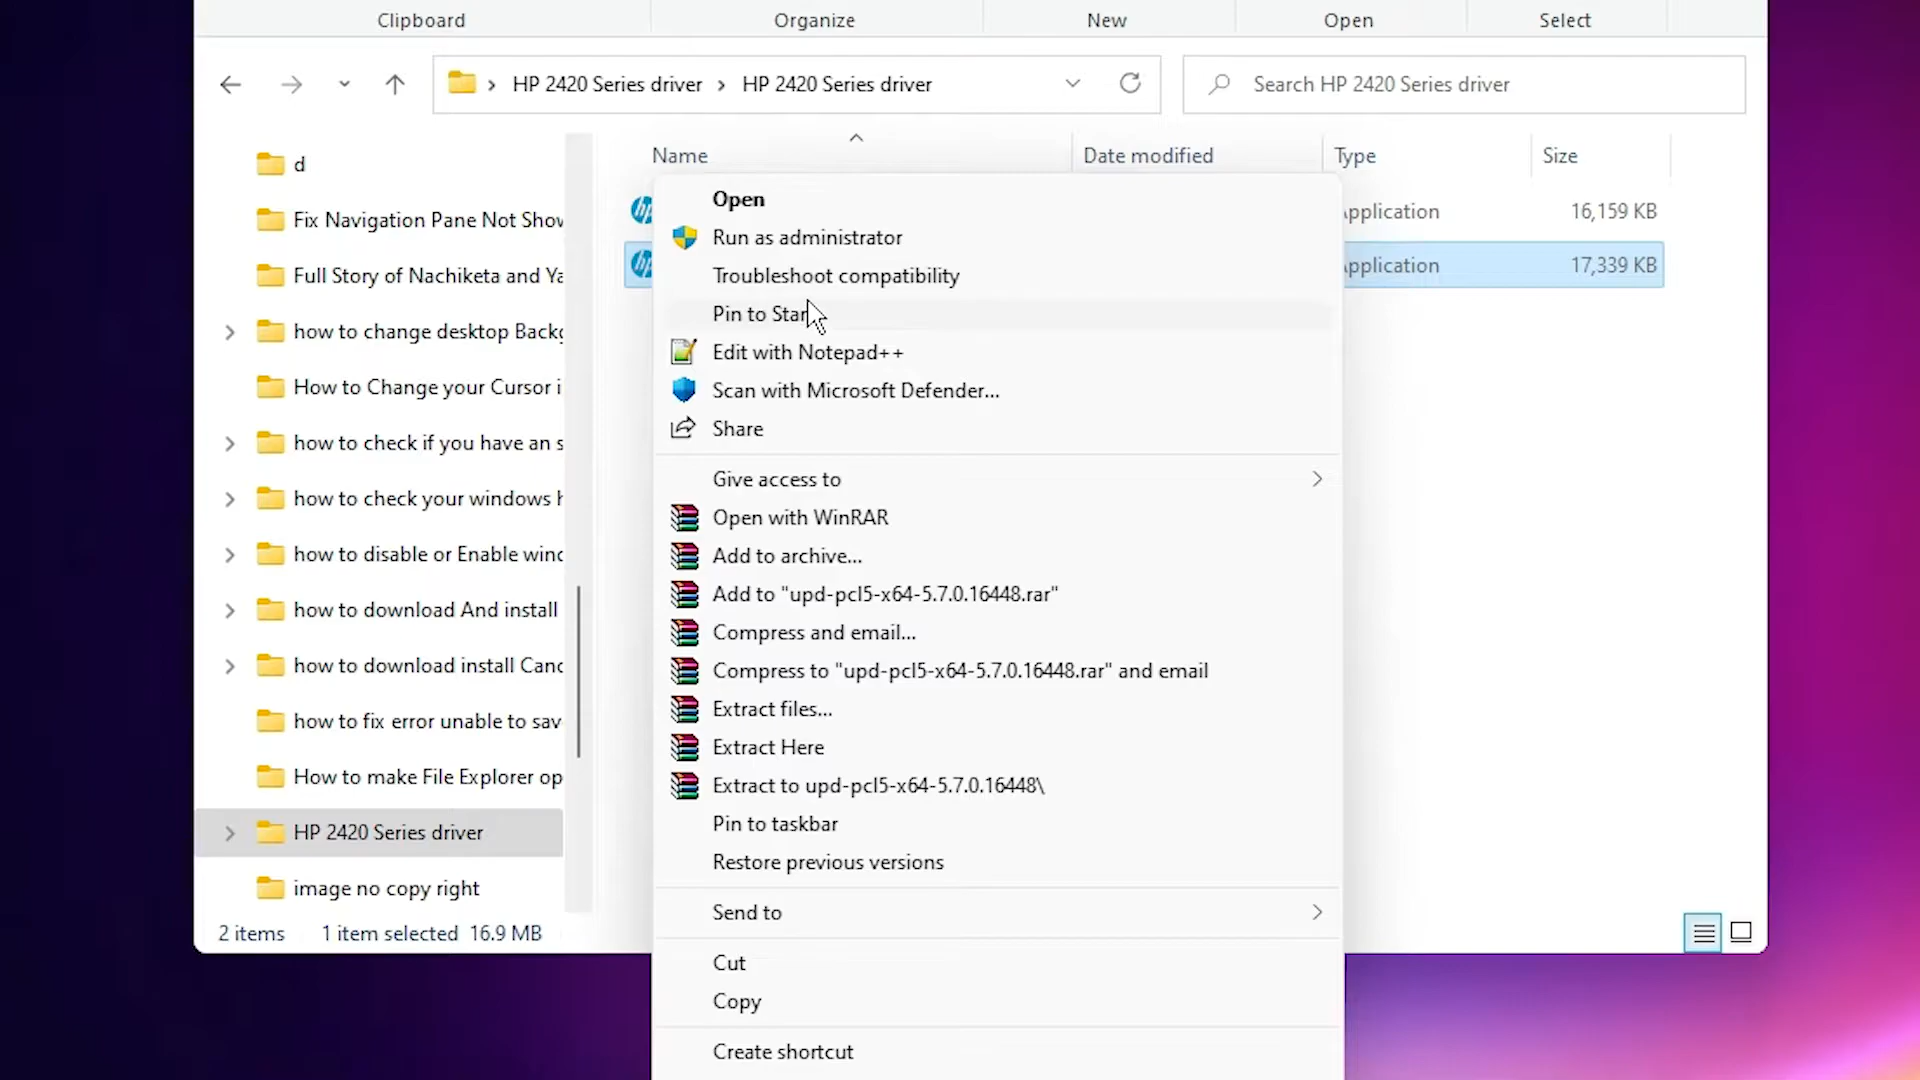 Clipboard
Organize
New
Open
Select
HP 2420 Series driver
HP 2420 Series driver
Search HP 2420 Series driver
d
Fix Navigation Pane Not Show
Full Story of Nachiketa and Ya
how to change desktop Backg
How to Change your Cursor i
how to check if you have an s
how to check your windows h
how to disable or Enable wind
how to download And install
how to download install Cano
how to fix error unable to sav
How to make File Explorer op
HP 2420 Series driver
image no copy right
Name
Date modified
Type
Size
hp
Application
16,159 KB
hp
Application
17,339 KB
Open
Run as administrator
Troubleshoot compatibility
Pin to Start
Edit with Notepad++
Scan with Microsoft Defender...
Share
Give access to
Open with WinRAR
Add to archive...
Add to "upd-pcl5-x64-5.7.0.16448.rar"
Compress and email...
Compress to "upd-pcl5-x64-5.7.0.16448.rar" and email
Extract files...
Extract Here
Extract to upd-pcl5-x64-5.7.0.16448\
Pin to taskbar
Restore previous versions
Send to
Cut
Copy
Create shortcut
2 items
1 item selected 16.9 MB